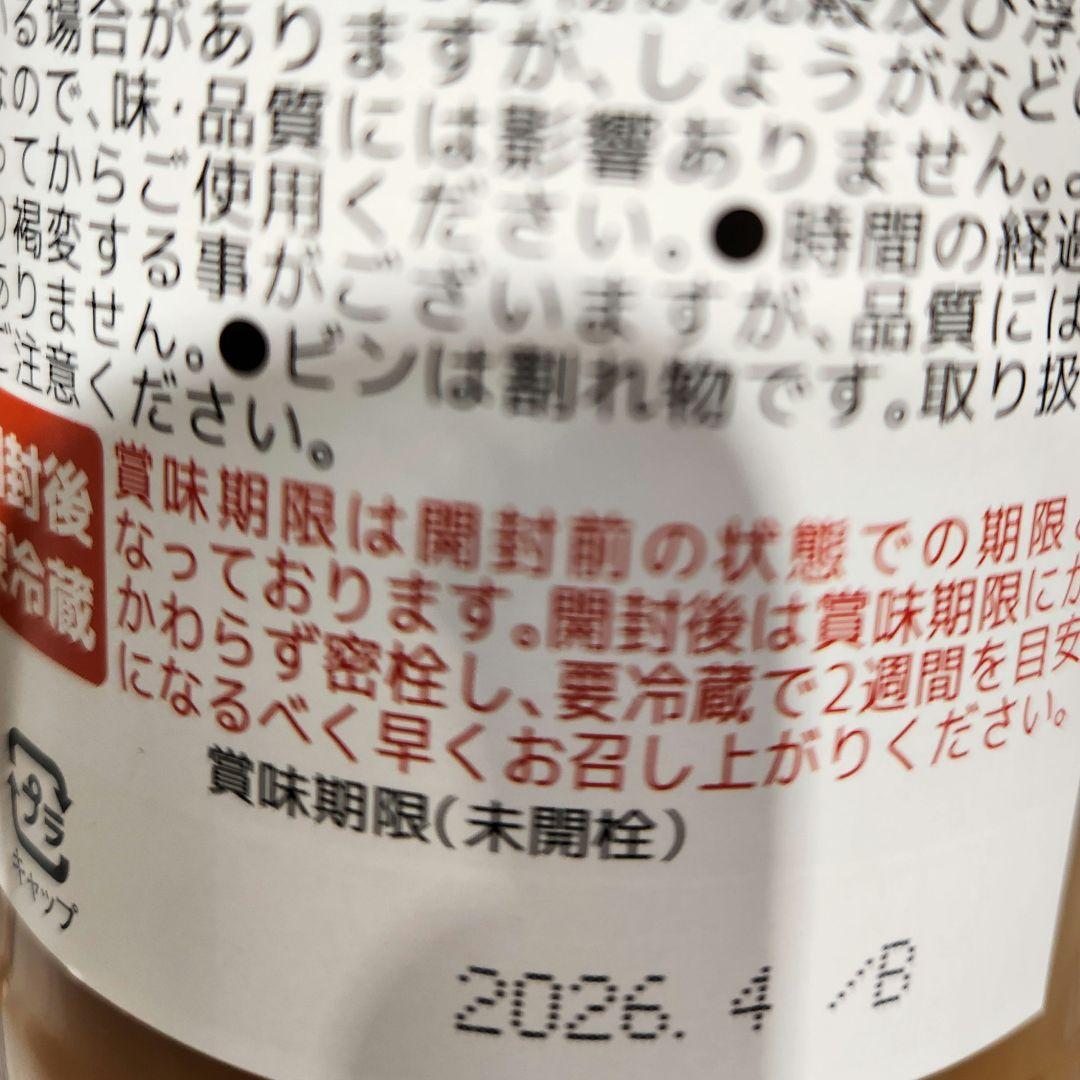 る場合がありますが、しょうがなど
なので、味・品質には影響ありません。
ってからご使用ください。●時間の経過
褐変する事がございますが、品質には
ありません。●ビンは割れ物です。取り扱
ご注意ください。
開封後
要冷蔵
賞味期限は開封前の状態での期限
なっております。開封後は賞味期限にか
かわらず密栓し、要冷蔵で2週間を目安
になるべく早くお召し上がりください。
プラ
キャップ
賞味期限(未開栓)
2026. 4 /B